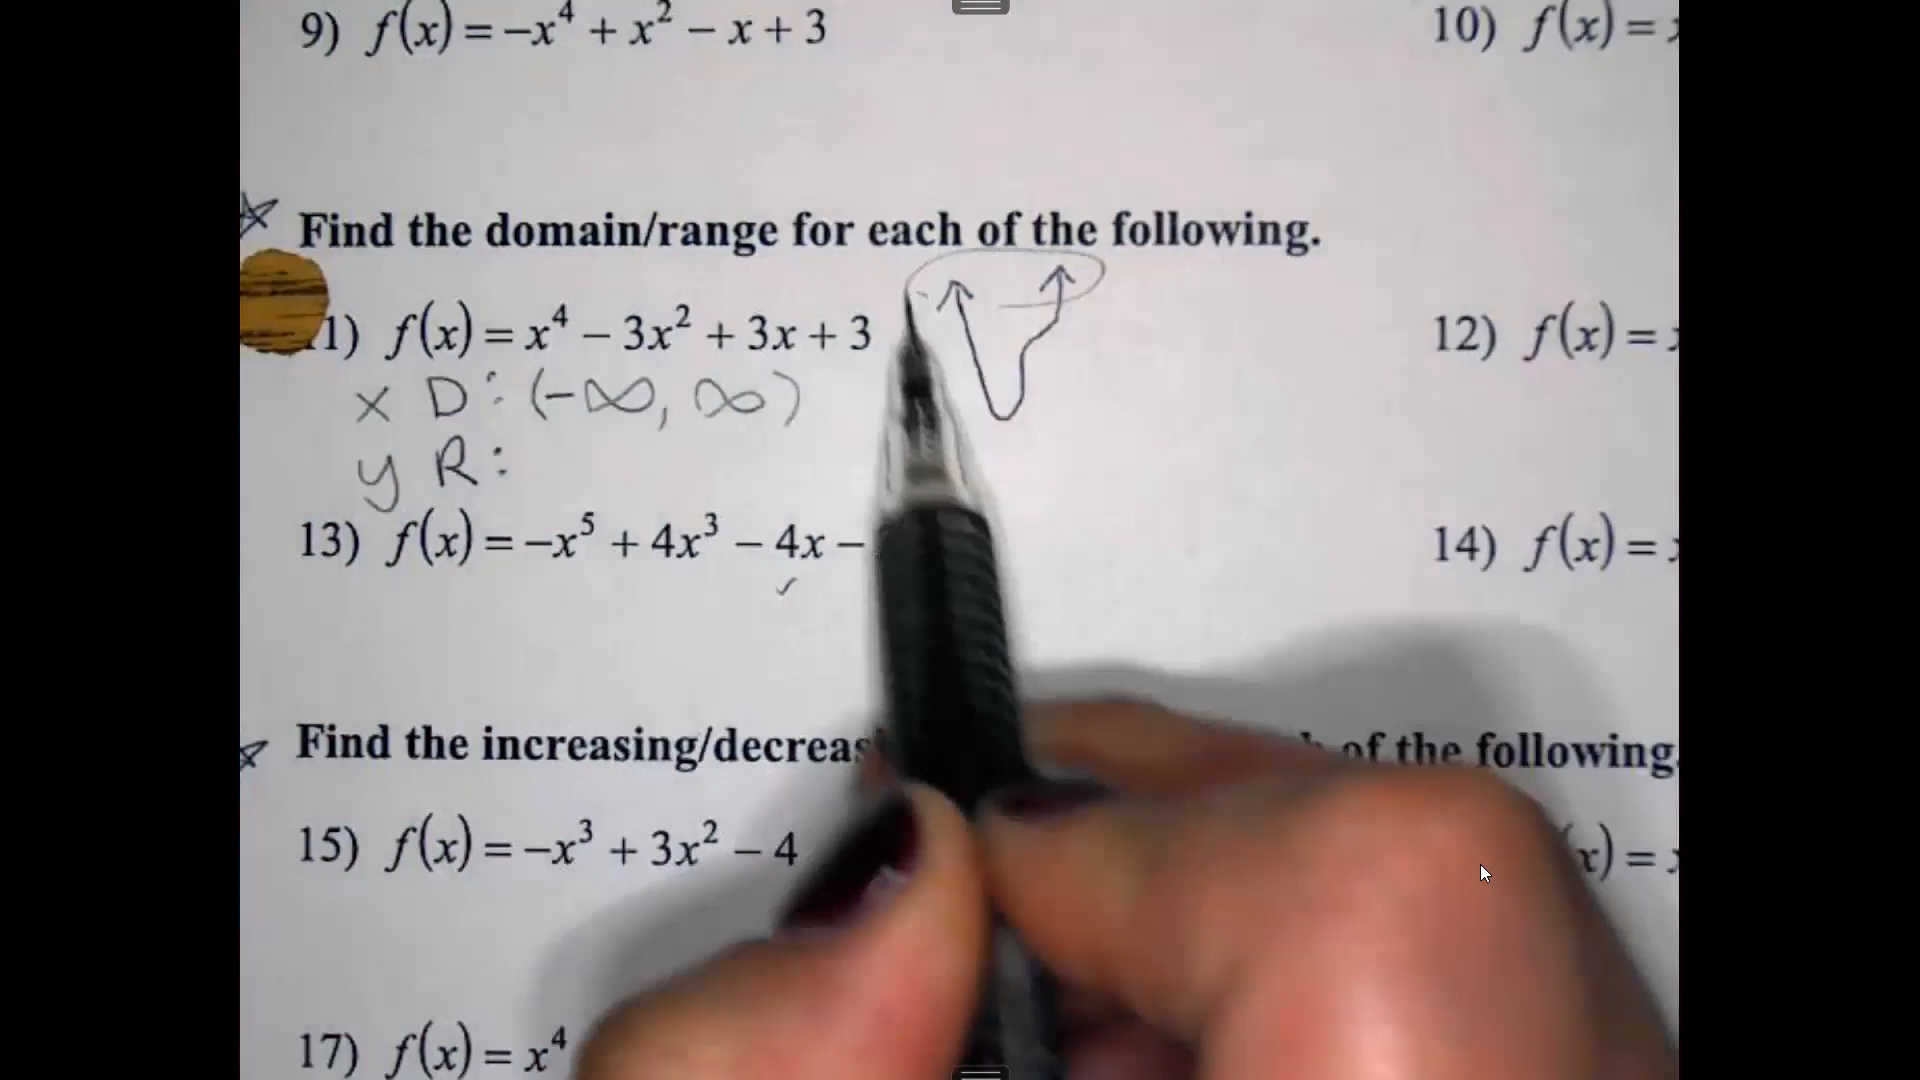 9) f(x) = −x⁴ + x² − x + 3
10) f(x) =
Find the domain/range for each of the following.
1) f(x) = x⁴ − 3x² + 3x + 3
12) f(x) =
x D: (-∞, ∞)
y R:
13) f(x) = −x⁵ + 4x³ − 4x −
14) f(x) =
Find the increasing/decreas of the following.
15) f(x) = −x³ + 3x² − 4
x) =
17) f(x) = x⁴